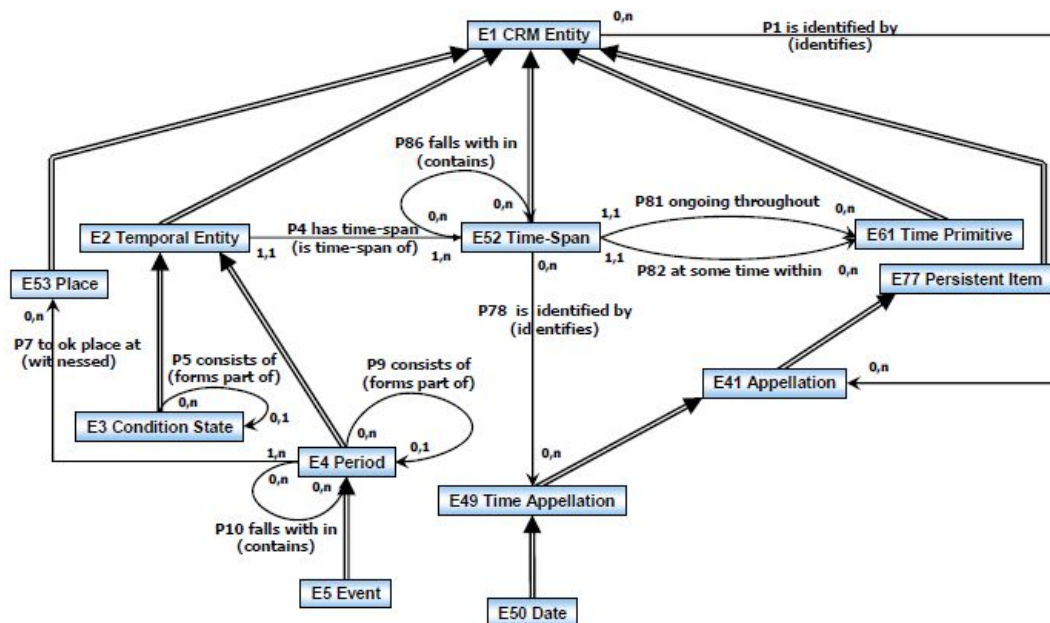 0,n
P1 is identified by
(identifies)
E1 CRM Entity
P86 falls with in
(contains)
0,n
0,n
P81 ongoing throughout
1,1
0,n
E2 Temporal Entity
P4 has time-span
(is time-span of)
E52 Time-Span
E61 Time Primitive
1,1
1,n
0,n
1,1
P82 at some time within
0,n
E53 Place
E77 Persistent Item
0,n
P78 is identified by
(identifies)
P7 to ok place at
(wit nessed)
P5 consists of
(forms part of)
P9 consists of
(forms part of)
0,n
E41 Appellation
0,n
E3 Condition State
0,1
0,n
0,1
1,n
E4 Period
0,n
0,n
0,n
E49 Time Appellation
P10 falls with in
(contains)
E5 Event
E50 Date